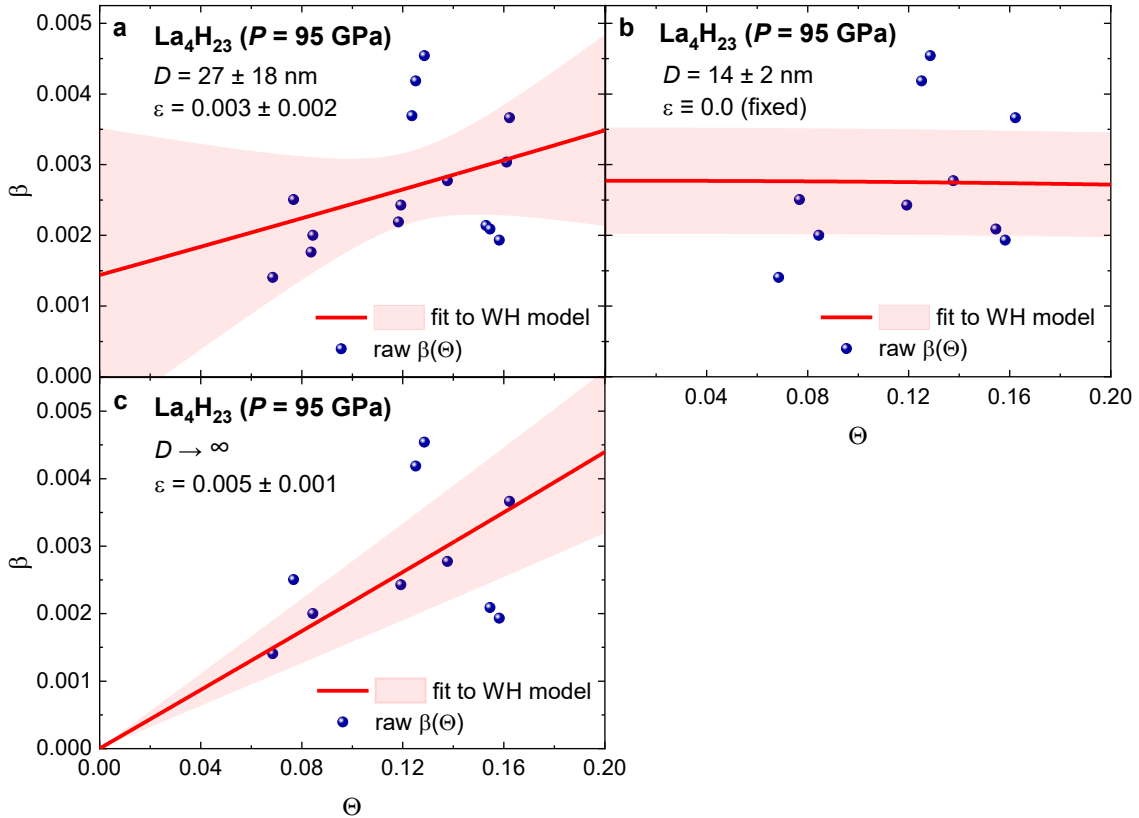 a
La₄H₂₃ (P = 95 GPa)
D = 27 ± 18 nm
ε = 0.003 ± 0.002
fit to WH model
raw β(Θ)
β
0.005
0.004
0.003
0.002
0.001
0.000
b
La₄H₂₃ (P = 95 GPa)
D = 14 ± 2 nm
ε ≡ 0.0 (fixed)
fit to WH model
raw β(Θ)
0.04 0.08 0.12 0.16 0.20
Θ
c
La₄H₂₃ (P = 95 GPa)
D → ∞
ε = 0.005 ± 0.001
fit to WH model
raw β(Θ)
β
0.005
0.004
0.003
0.002
0.001
0.000
0.00 0.04 0.08 0.12 0.16 0.20
Θ